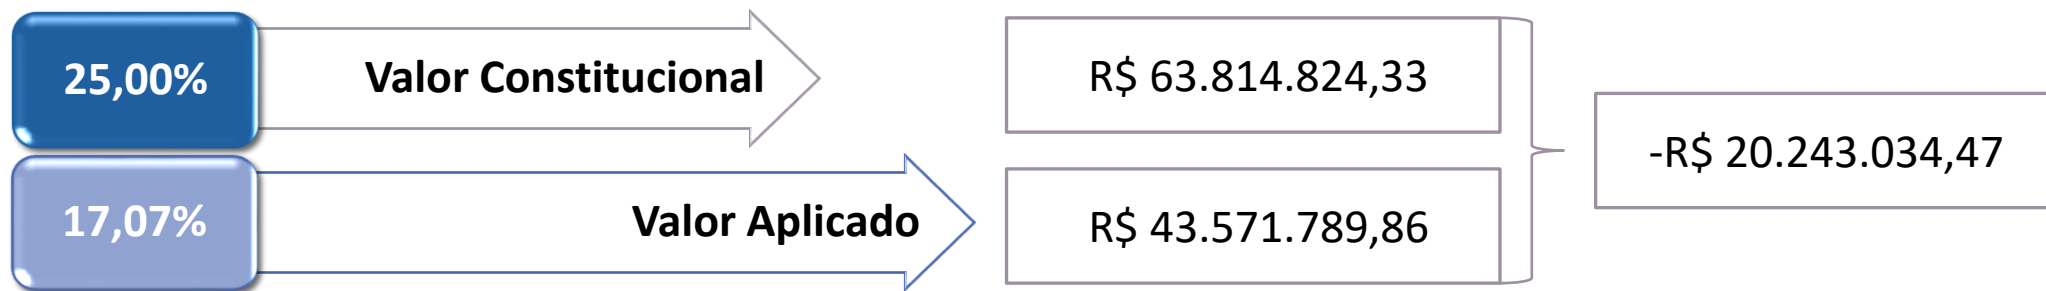 25,00%
Valor Constitucional
R$ 63.814.824,33
-R$ 20.243.034,47
17,07%
Valor Aplicado
R$ 43.571.789,86